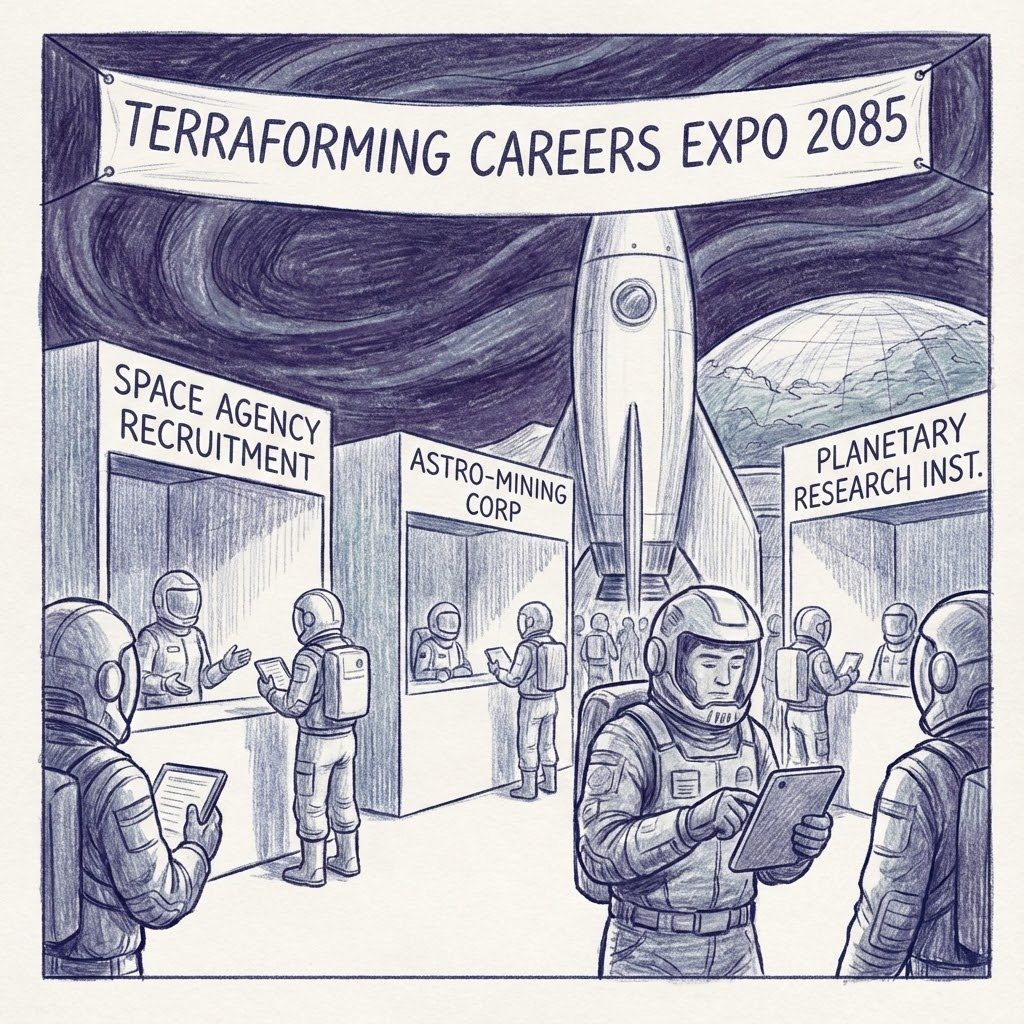 TERRAFORMING CAREERS EXPO 2085
SPACE AGENCY
RECRUITMENT
ASTRO-MINING
CORP
PLANETARY
RESEARCH INST.